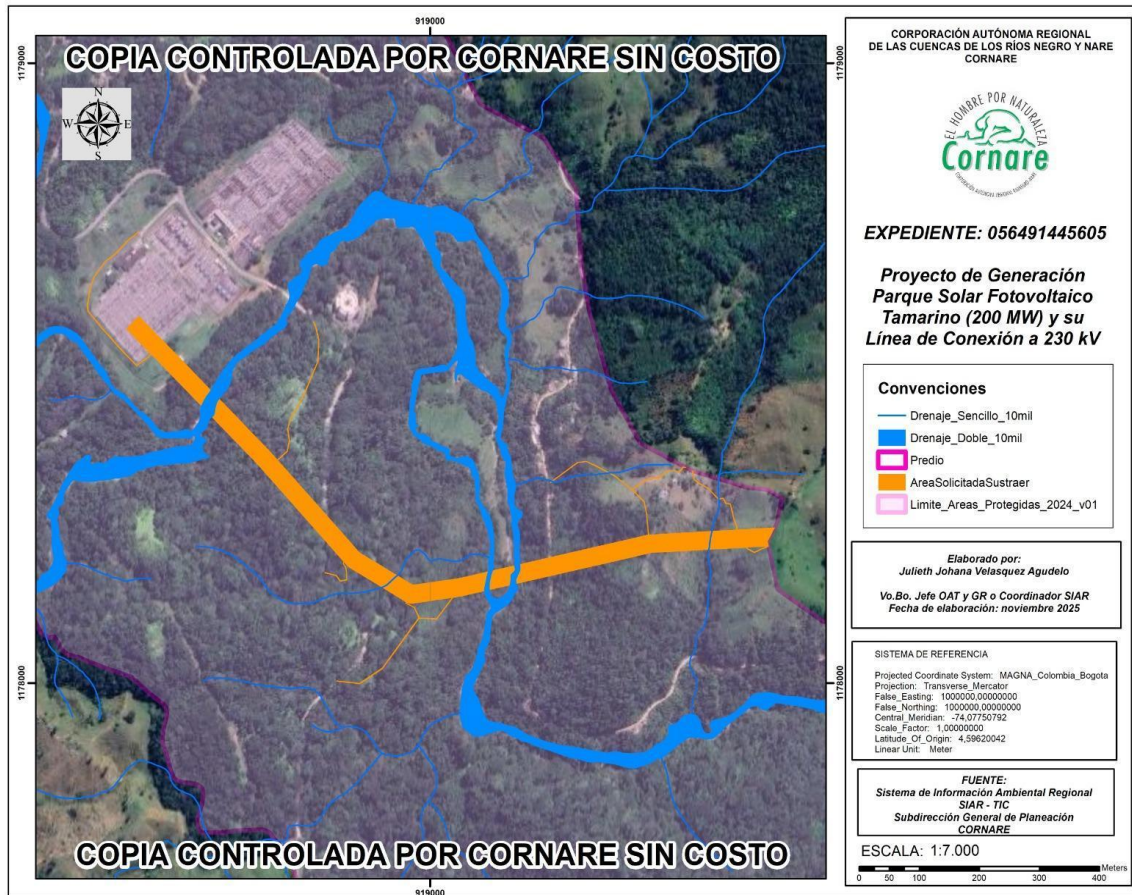 919000
1179000
1179000
COPIA CONTROLADA POR CORNARE SIN COSTO
N
W
E
S
1178000
1178000
COPIA CONTROLADA POR CORNARE SIN COSTO
919000
CORPORACIÓN AUTÓNOMA REGIONAL
DE LAS CUENCAS DE LOS RÍOS NEGRO Y NARE
CORNARE
EL HOMBRE POR NATURALEZA
Cornare
EXPEDIENTE: 056491445605
Proyecto de Generación
Parque Solar Fotovoltaico
Tamarino (200 MW) y su
Línea de Conexión a 230 kV
Convenciones
Drenaje_Sencillo_10mil
Drenaje_Doble_10mil
Predio
AreaSolicitadaSustraer
Limite_Areas_Protegidas_2024_v01
Elaborado por:
Julieth Johana Velasquez Agudelo
Vo.Bo. Jefe OAT y GR o Coordinador SIAR
Fecha de elaboración: noviembre 2025
SISTEMA DE REFERENCIA
Projected Coordinate System: MAGNA_Colombia_Bogota
Projection: Transverse_Mercator
False_Easting: 1000000,00000000
False_Northing: 1000000,00000000
Central_Meridian: -74,07750792
Scale_Factor: 1,00000000
Latitude_Of_Origin: 4,59620042
Linear Unit: Meter
FUENTE:
Sistema de Información Ambiental Regional
SIAR - TIC
Subdirección General de Planeación
CORNARE
ESCALA: 1:7.000
Meters
0 50 100 200 300 400